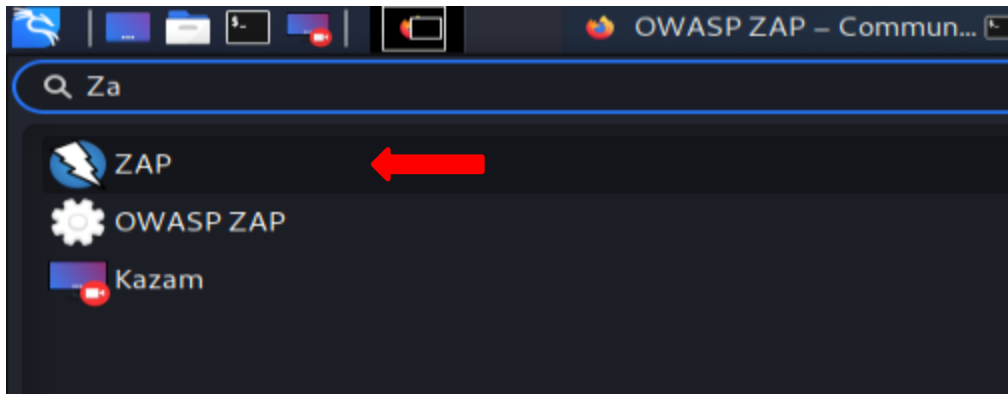 OWASP ZAP – Commun...
Za
ZAP
OWASP ZAP
Kazam